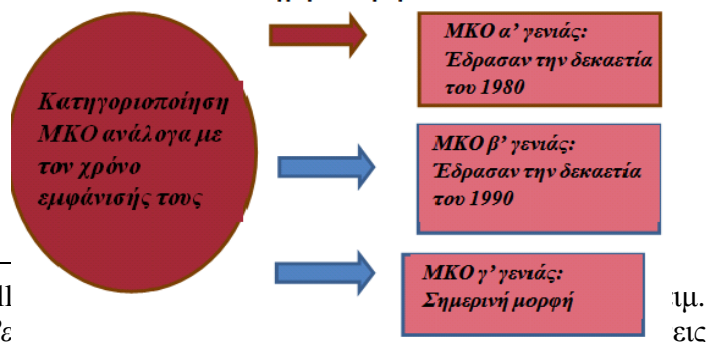 Κατηγοριοποίηση
ΜΚΟ ανάλογα με
τον χρόνο
εμφάνισής τους
ΜΚΟ α’ γενιάς:
Έδρασαν την δεκαετία
του 1980
ΜΚΟ β’ γενιάς:
Έδρασαν την δεκαετία
του 1990
ΜΚΟ γ’ γενιάς:
Σημερινή μορφή